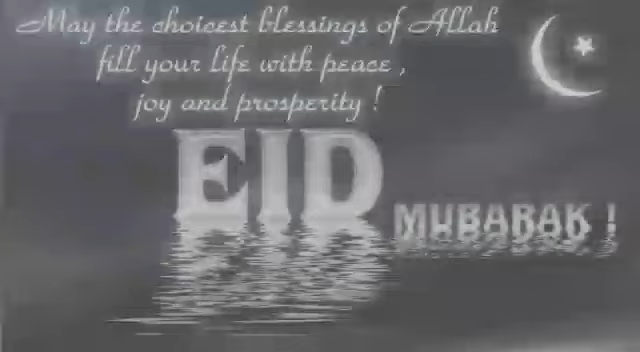 May the choicest blessings of Allah
fill your life with peace ,
joy and prosperity !
EID
MUBARAK !